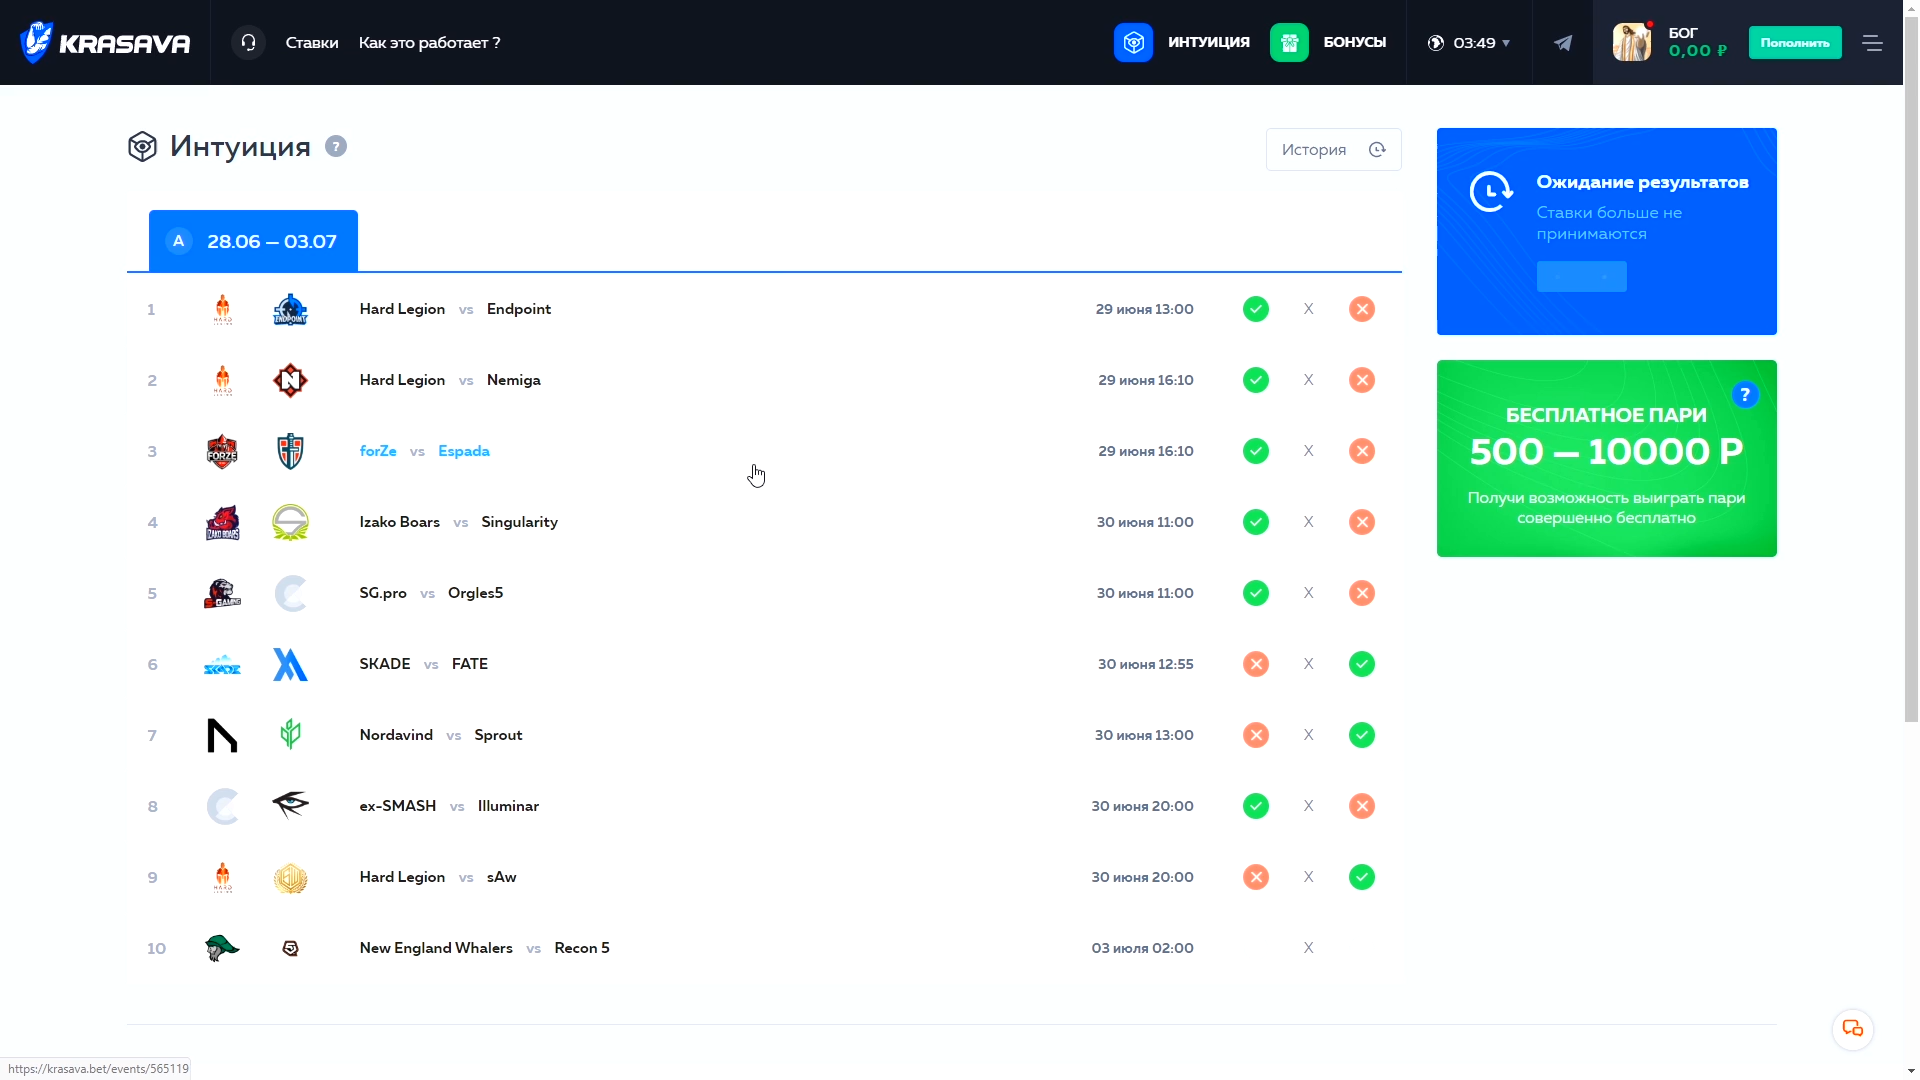 KRASAVA
Ставки
Как это работает ?
ИНТУИЦИЯ
БОНУСЫ
03:49
БОГ
0,00 ₽
Пополнить
Интуиция ?
История
Ожидание результатов
Ставки больше не
принимаются
A 28.06 — 03.07
1 Hard Legion vs Endpoint 29 июня 13:00 X
2 Hard Legion vs Nemiga 29 июня 16:10 X
3 forZe vs Espada 29 июня 16:10 X
4 Izako Boars vs Singularity 30 июня 11:00 X
5 SG.pro vs Orgles5 30 июня 11:00 X
6 SKADE vs FATE 30 июня 12:55 X
7 Nordavind vs Sprout 30 июня 13:00 X
8 ex-SMASH vs Illuminar 30 июня 20:00 X
9 Hard Legion vs sAw 30 июня 20:00 X
10 New England Whalers vs Recon 5 03 июля 02:00 X
?
БЕСПЛАТНОЕ ПАРИ
500 — 10000 Р
Получи возможность выиграть пари
совершенно бесплатно
https://krasava.bet/events/565119